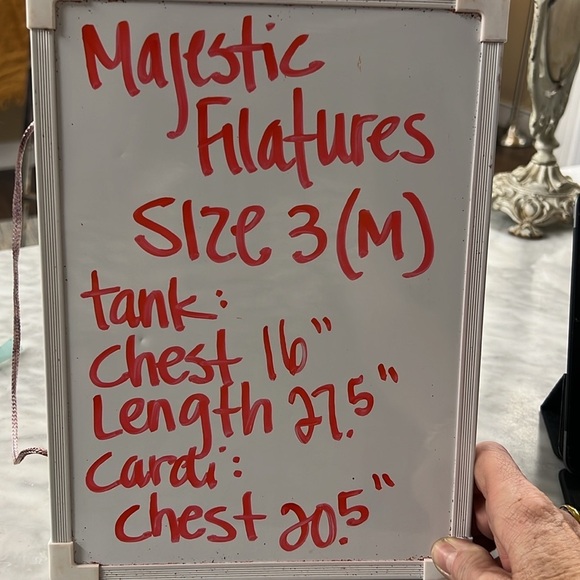 Majestic
Filatures
SIze 3 (M)
tank:
Chest 16"
Length 27.5"
Cardi:
Chest 20.5"